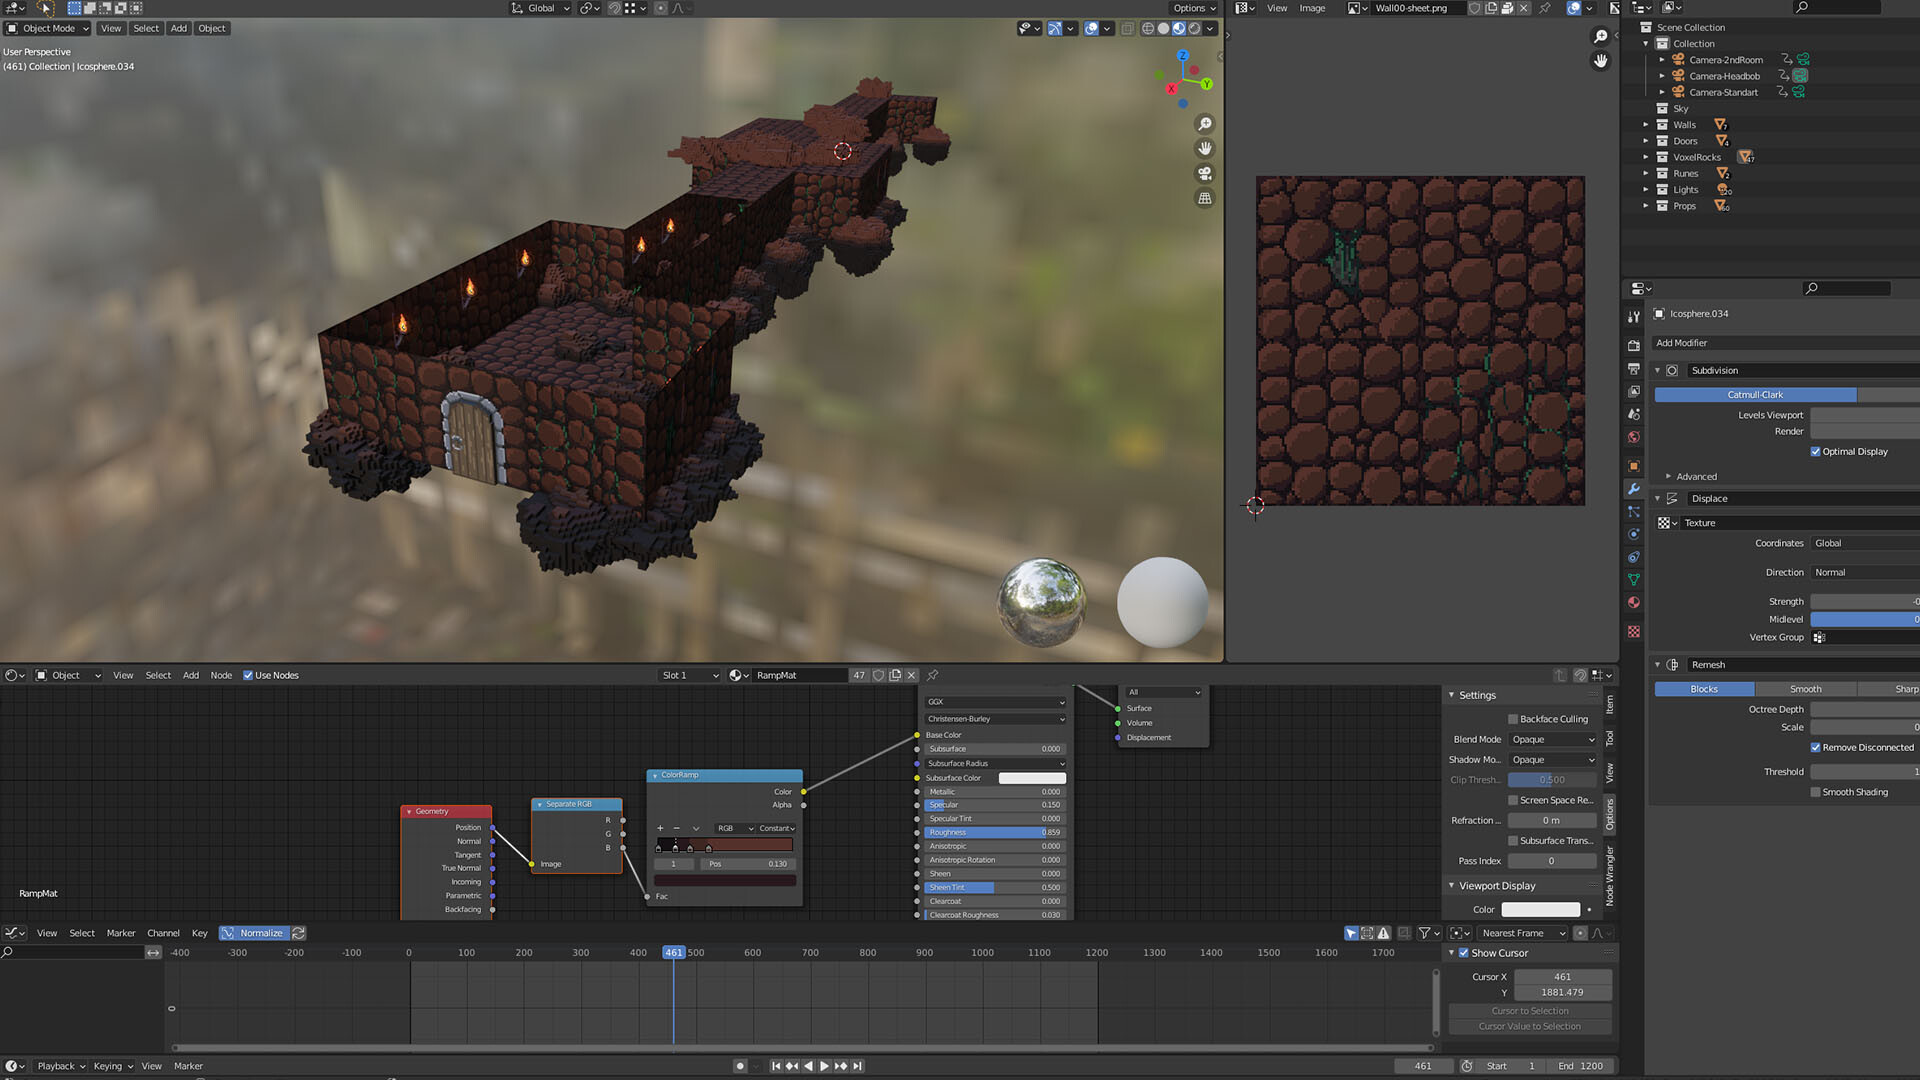 Global
Options
View Image Wall00-sheet.png
Object Mode View Select Add Object
User Perspective
(461) Collection | Icosphere.034
Z
Y
X
Scene Collection
Collection
Camera-2ndRoom
Camera-Headbob
Camera-Standart
Sky
Walls 7
Doors 4
VoxelRocks 47
Runes 2
Lights 20
Props 60
Icosphere.034
Add Modifier
Subdivision
Catmull-Clark
Levels Viewport
Render
Optimal Display
Advanced
Displace
Texture
Coordinates Global
Direction Normal
Strength
Midlevel
Vertex Group
Remesh
Blocks Smooth Sharp
Octree Depth
Scale
Remove Disconnected
Threshold
Smooth Shading
Object View Select Add Node Use Nodes Slot 1 RampMat 47
Geometry
Position
Normal
Tangent
True Normal
Incoming
Parametric
Backfacing
Separate RGB
R
G
B
Image
ColorRamp
Color
Alpha
RGB Constant
1 Pos 0.130
Fac
GGX
Christensen-Burley
Base Color
Subsurface 0.000
Subsurface Radius
Subsurface Color
Metallic 0.000
Specular 0.150
Specular Tint 0.000
Roughness 0.859
Anisotropic 0.000
Anisotropic Rotation 0.000
Sheen 0.000
Sheen Tint 0.500
Clearcoat 0.000
Clearcoat Roughness 0.030
All
Surface
Volume
Displacement
RampMat
Settings
Backface Culling
Blend Mode Opaque
Shadow Mo... Opaque
Clip Thresh... 0.500
Screen Space Re...
Refraction ... 0 m
Subsurface Trans...
Pass Index 0
Viewport Display
Color
Item
Tool
View
Options
Node Wrangler
View Select Marker Channel Key Normalize Nearest Frame
-400 -300 -200 -100 0 100 200 300 400 461 500 600 700 800 900 1000 1100 1200 1300 1400 1500 1600 1700
0
Show Cursor
Cursor X 461
Y 1881.479
Cursor to Selection
Cursor Value to Selection
Playback Keying View Marker 461 Start 1 End 1200